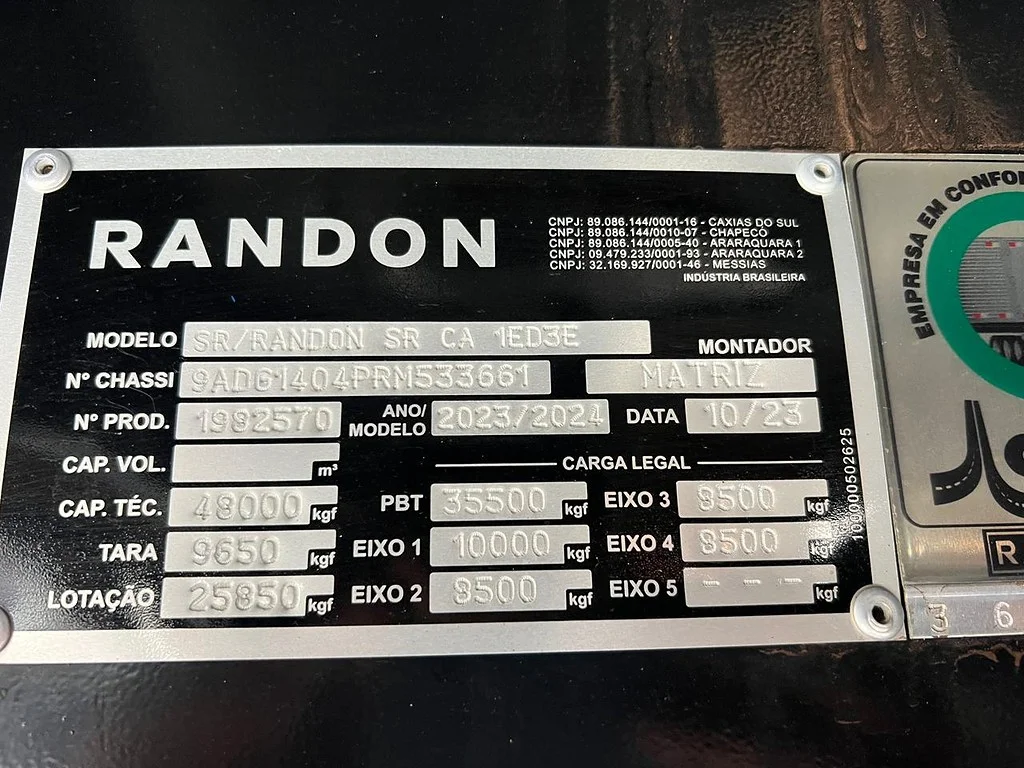 RANDON
CNPJ: 89.086.144/0001-16 - CAXIAS DO SUL
CNPJ: 89.086.144/0010-07 - CHAPECÓ
CNPJ: 89.086.144/0005-40 - ARARAQUARA 1
CNPJ: 09.479.233/0001-93 - ARARAQUARA 2
CNPJ: 32.169.927/0001-46 - MESSIAS
INDÚSTRIA BRASILEIRA
MODELO SR/RANDON SR CA 1ED3E
MONTADOR
Nº CHASSI 9ADG1404PRM533661 MATRIZ
Nº PROD. 1992570 ANO/MODELO 2023/2024 DATA 10/23
CAP. VOL. m³ CARGA LEGAL
CAP. TÉC. 48000 kgf PBT 35500 kgf EIXO 3 8500 kgf
TARA 9650 kgf EIXO 1 10000 kgf EIXO 4 8500 kgf
LOTAÇÃO 25850 kgf EIXO 2 8500 kgf EIXO 5 - - - kgf
EMPRESA EM
R
3 6